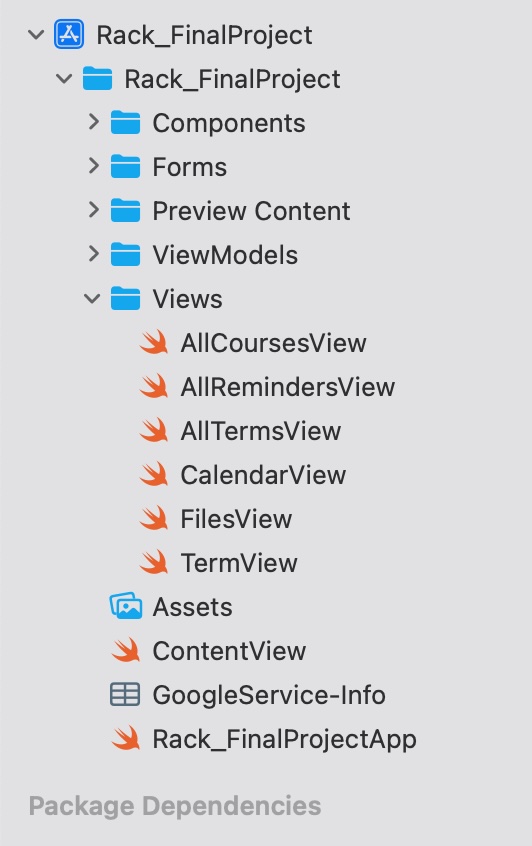 Rack_FinalProject
Rack_FinalProject
Components
Forms
Preview Content
ViewModels
Views
AllCoursesView
AllRemindersView
AllTermsView
CalendarView
FilesView
TermView
Assets
ContentView
GoogleService-Info
Rack_FinalProjectApp
Package Dependencies